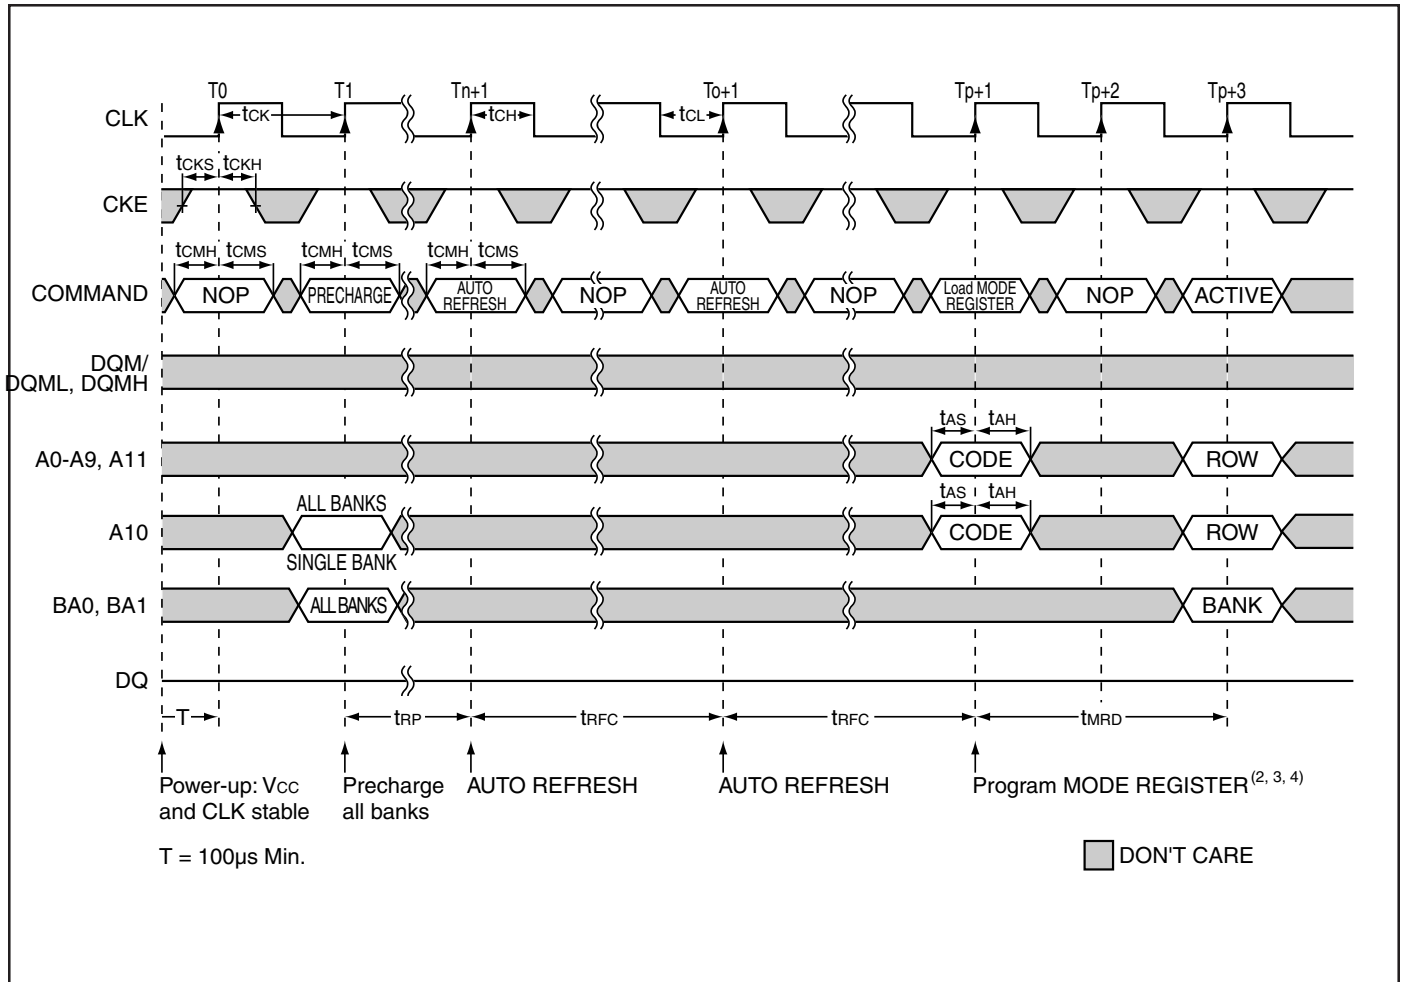 T0 T1 Tn+1 To+1 Tp+1 Tp+2 Tp+3
CLK tCK tCH tCL
tCKS tCKH
CKE
tCMH tCMS tCMH tCMS tCMH tCMS
COMMAND NOP PRECHARGE AUTO REFRESH NOP AUTO REFRESH NOP Load MODE REGISTER NOP ACTIVE
DQM/
DQML, DQMH
tAS tAH
A0-A9, A11 CODE ROW
ALL BANKS tAS tAH
A10 CODE ROW
SINGLE BANK
BA0, BA1 ALL BANKS BANK
DQ
T tRP tRFC tRFC tMRD
Power-up: VCC
and CLK stable
Precharge
all banks
AUTO REFRESH
AUTO REFRESH
Program MODE REGISTER(2, 3, 4)
T = 100µs Min.
DON'T CARE